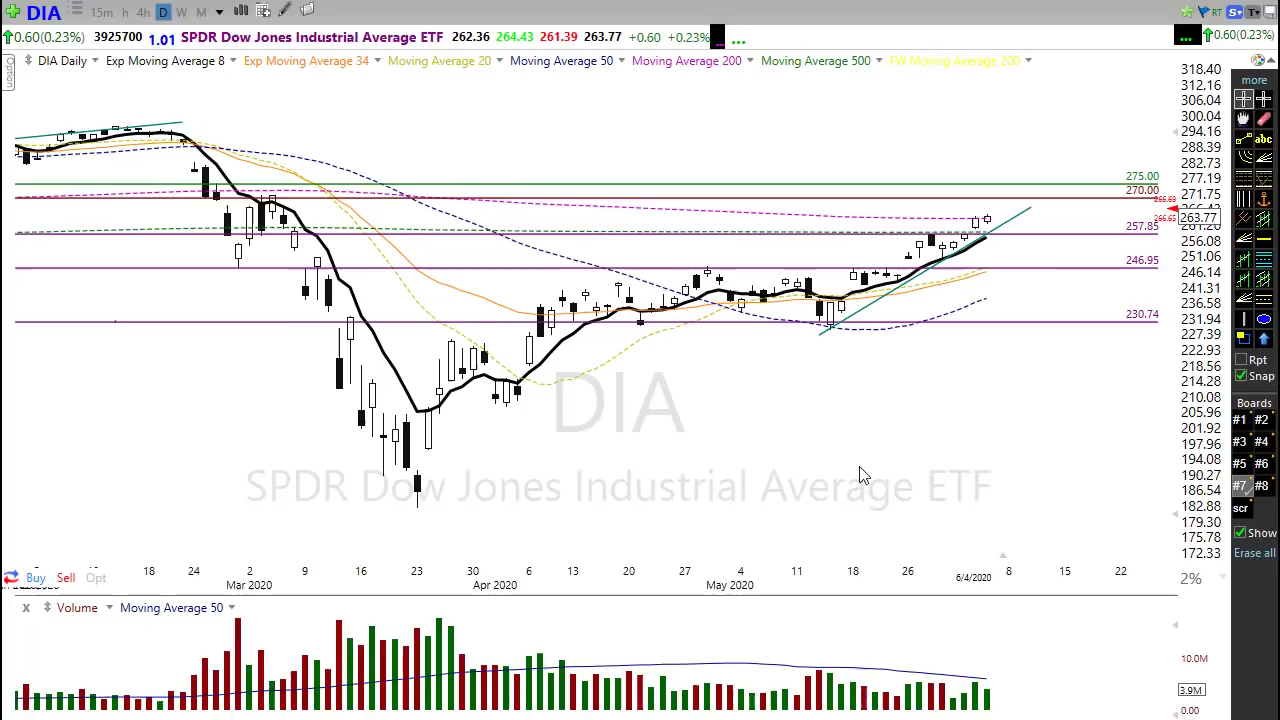 DIA
15m h 4h D W M
RT S T
0.60(0.23%) 3925700 1.01 SPDR Dow Jones Industrial Average ETF 262.36 264.43 261.39 263.77 +0.60 +0.23% ... ... 0.60(0.23%)
Option
DIA Daily Exp Moving Average 8 Exp Moving Average 34 Moving Average 20 Moving Average 50 Moving Average 200 Moving Average 500 FW Moving Average 200
318.40
312.16
306.04
300.04
294.16
288.39
282.73
277.19
271.75
263.77
256.08
251.06
246.14
241.31
236.58
231.94
227.39
222.93
218.56
214.28
210.08
205.96
201.92
197.96
194.08
190.27
186.54
182.88
179.30
175.78
172.33
275.00
270.00
257.85
246.95
230.74
DIA
SPDR Dow Jones Industrial Average ETF
more
abc
Rpt
Snap
Boards
#1 #2
#3 #4
#5 #6
#7 #8
scr
Show
Erase all
Buy Sell Opt
18 24 2 9 16 23 30 6 13 20 27 4 11 18 26 6/4/2020 8 15 22
Mar 2020 Apr 2020 May 2020
2%
x Volume Moving Average 50
10.0M
3.9M
0.00